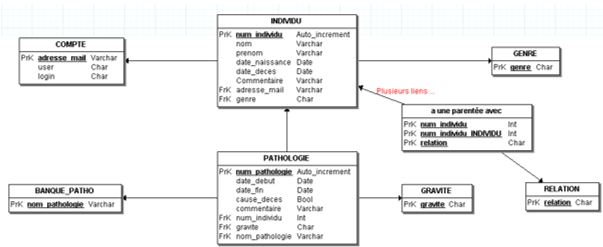 INDIVIDU
PrK num_individu Auto_increment
nom Varchar
prenom Varchar
date_naissance Date
date_deces Date
Commentaire Varchar
FrK adresse_mail Varchar
FrK genre Char
COMPTE
PrK adresse_mail Varchar
user Char
login Char
GENRE
PrK genre Char
Plusieurs liens...
a une parentée avec
PrK num_individu Int
PrK num_individu_INDIVIDU Int
PrK relation Char
PATHOLOGIE
PrK num_pathologie Auto_increment
date_debut Date
date_fin Date
cause_deces Bool
commentaire Varchar
FrK num_individu Int
FrK gravite Char
FrK nom_pathologie Varchar
BANQUE_PATHO
PrK nom_pathologie Varchar
GRAVITE
PrK gravite Char
RELATION
PrK relation Char